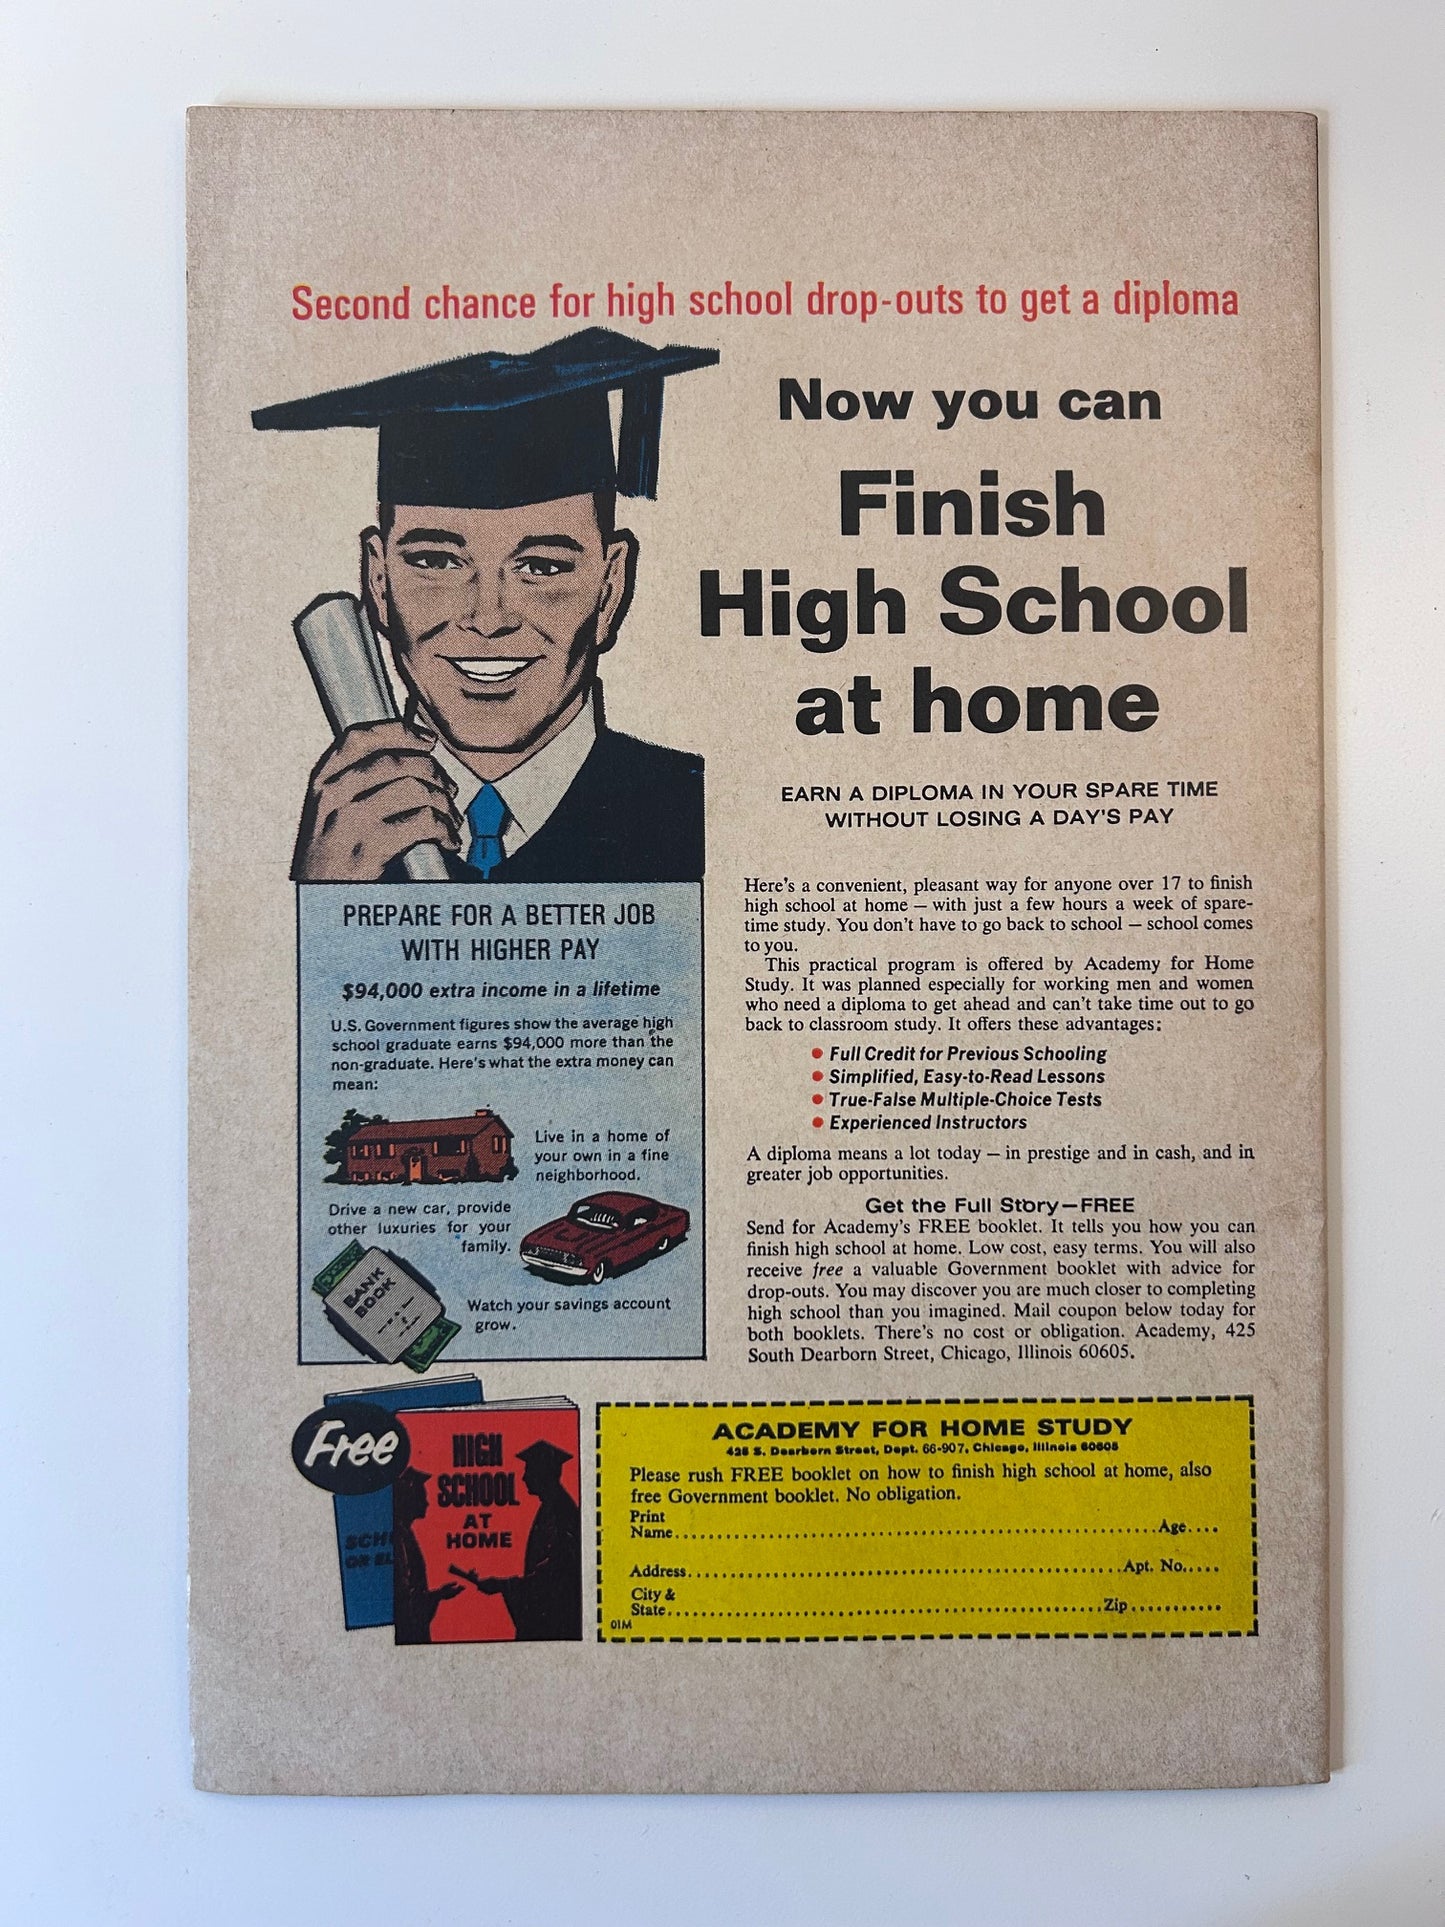 Second chance for high school drop-outs to get a diploma
Now you can
Finish
High School
at home
EARN A DIPLOMA IN YOUR SPARE TIME
WITHOUT LOSING A DAY'S PAY
PREPARE FOR A BETTER JOB
WITH HIGHER PAY
$94,000 extra income in a lifetime
U.S. Government figures show the average high
school graduate earns $94,000 more than the
non-graduate. Here's what the extra money can
mean:
Live in a home of
your own in a fine
neighborhood.
Drive a new car, provide
other luxuries for your
family.
BANK
BOOK
Watch your savings account
grow.
Here's a convenient, pleasant way for anyone over 17 to finish
high school at home — with just a few hours a week of spare-
time study. You don't have to go back to school — school comes
to you.
This practical program is offered by Academy for Home
Study. It was planned especially for working men and women
who need a diploma to get ahead and can't take time out to go
back to classroom study. It offers these advantages:
• Full Credit for Previous Schooling
• Simplified, Easy-to-Read Lessons
• True-False Multiple-Choice Tests
• Experienced Instructors
A diploma means a lot today — in prestige and in cash, and in
greater job opportunities.
Get the Full Story—FREE
Send for Academy's FREE booklet. It tells you how you can
finish high school at home. Low cost, easy terms. You will also
receive free a valuable Government booklet with advice for
drop-outs. You may discover you are much closer to completing
high school than you imagined. Mail coupon below today for
both booklets. There's no cost or obligation. Academy, 425
South Dearborn Street, Chicago, Illinois 60605.
Free
HIGH
SCHOOL
AT
HOME
SCH
OR EL
ACADEMY FOR HOME STUDY
425 S. Dearborn Street, Dept. 66-907, Chicago, Illinois 60605
Please rush FREE booklet on how to finish high school at home, also
free Government booklet. No obligation.
Print
Name..........Age....
Address..........Apt. No.....
City &
State..........Zip...........
01M